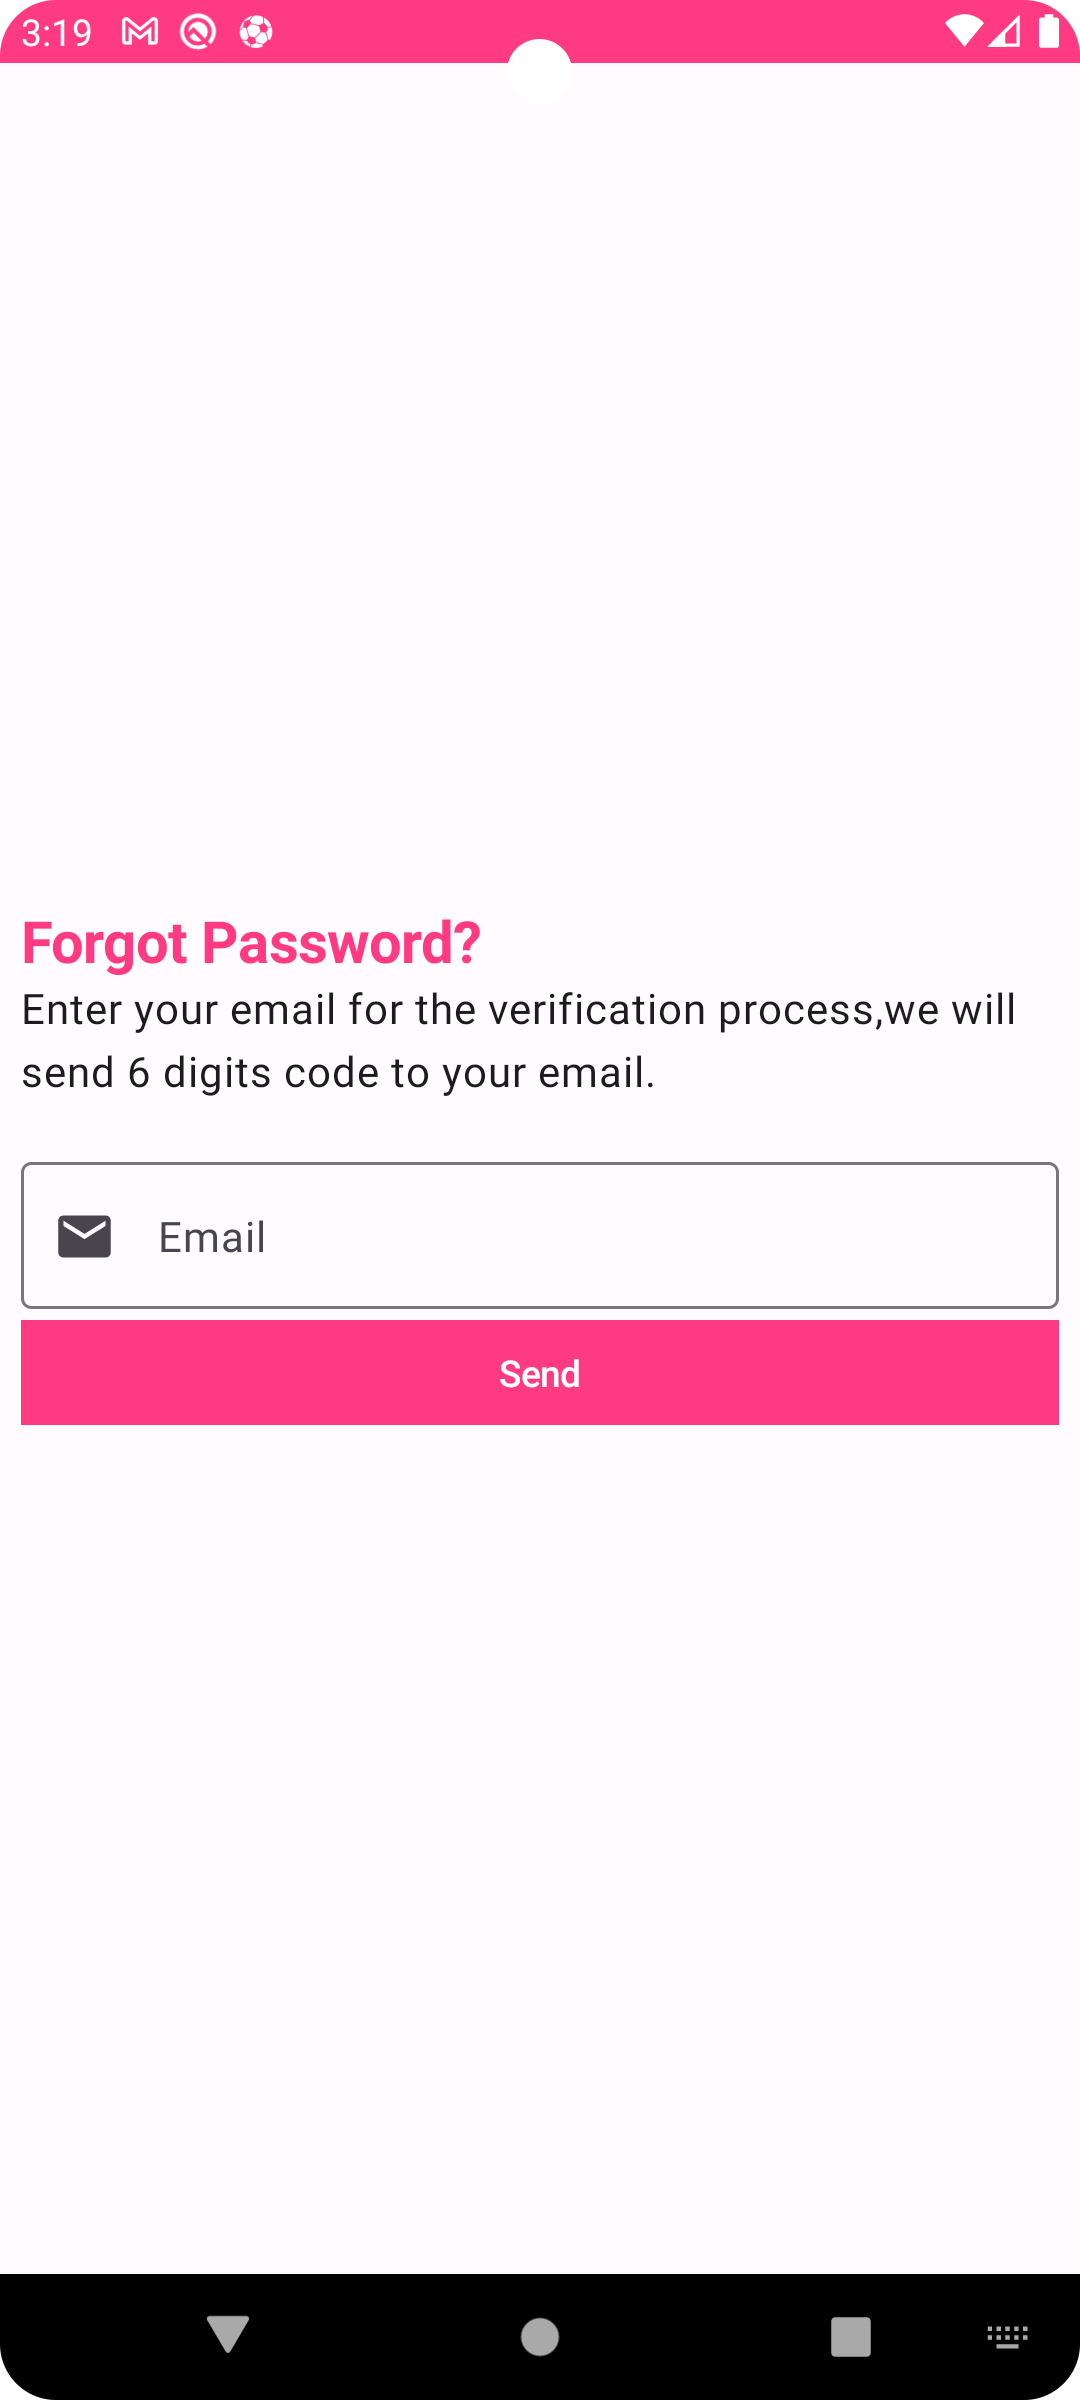 3:19
Forgot Password?
Enter your email for the verification process,we will
send 6 digits code to your email.
Email
Send